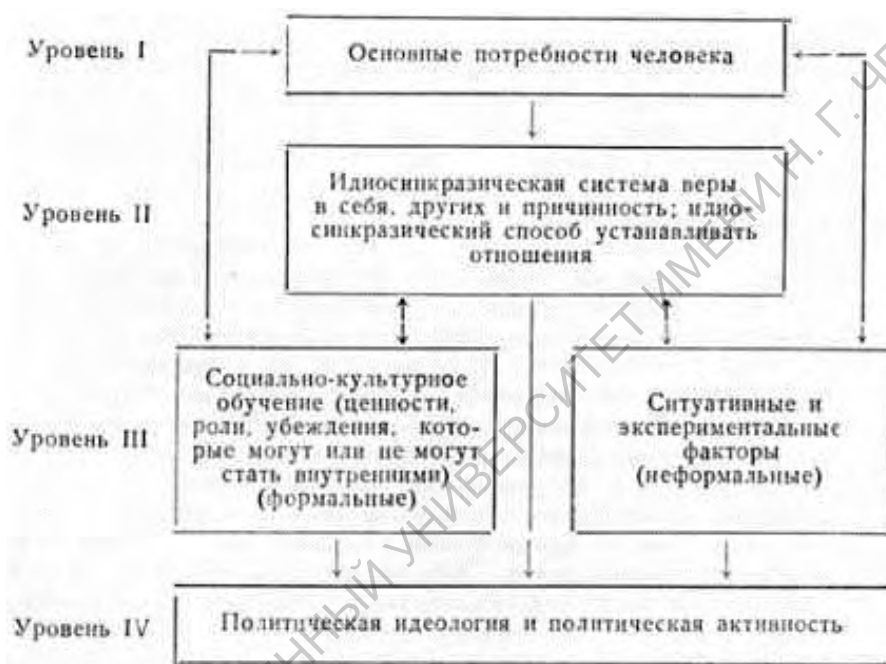 Уровень I
Основные потребности человека
Уровень II
Идиосинкразическая система веры
в себя, других и причинность; идио-
синкразический способ устанавливать
отношения
Уровень III
Социально-культурное
обучение (ценности,
роли, убеждения, кото-
рые могут или не могут
стать внутренними)
(формальные)
Ситуативные и
экспериментальные
факторы
(неформальные)
Уровень IV
Политическая идеология и политическая активность
УНИВЕРСИТЕТ ИМЕНИ Н. Г.